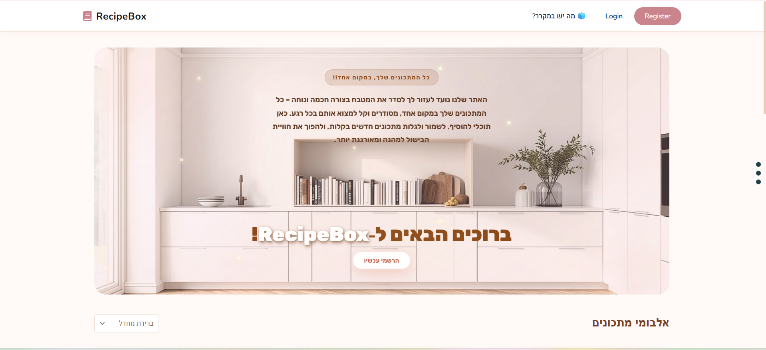 RecipeBox
מה יש במקרר?
Login
Register
כל המתכונים שלך, במקום אחד!!
האתר שלנו נועד לעזור לך לסדר את המטבח בצורה חכמה ונוחה – כל
המתכונים שלך במקום אחד, מסודרים וקל למצוא אותם בכל רגע. כאן
תוכלי להוסיף, לשמור ולגלות מתכונים חדשים בקלות, ולהפוך את חוויית
הבישול למהנה ומאורגנת יותר.
ברוכים הבאים ל-RecipeBox!
הרשמי עכשיו
אלבומי מתכונים
ברירת מחדל